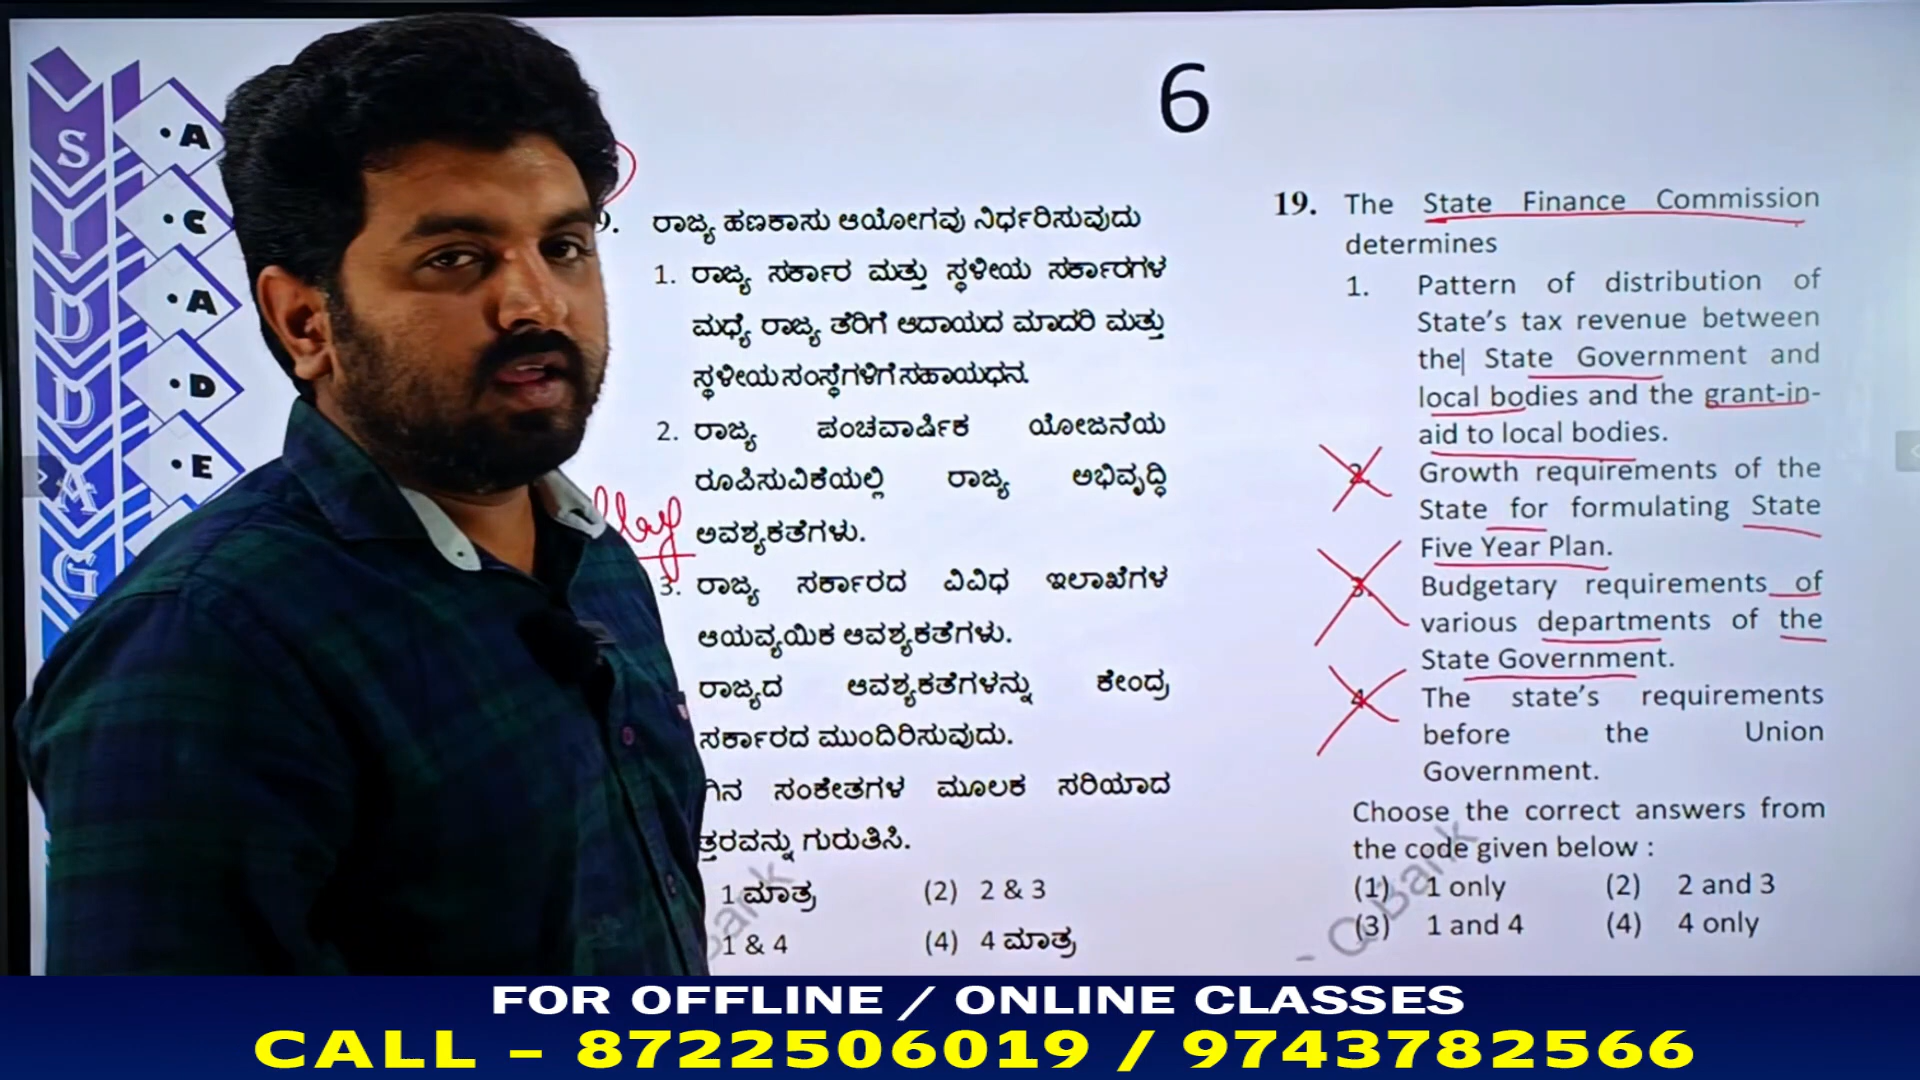 6
S
I
D
D
A
G
• A
• C
• A
• D
• E
9. ರಾಜ್ಯ ಹಣಕಾಸು ಆಯೋಗವು ನಿರ್ಧರಿಸುವುದು
1. ರಾಜ್ಯ ಸರ್ಕಾರ ಮತ್ತು ಸ್ಥಳೀಯ ಸರ್ಕಾರಗಳ
ಮಧ್ಯೆ ರಾಜ್ಯ ತೆರಿಗೆ ಆದಾಯದ ಮಾದರಿ ಮತ್ತು
ಸ್ಥಳೀಯ ಸಂಸ್ಥೆಗಳಿಗೆ ಸಹಾಯಧನ.
2. ರಾಜ್ಯ ಪಂಚವಾರ್ಷಿಕ ಯೋಜನೆಯ
ರೂಪಿಸುವಿಕೆಯಲ್ಲಿ ರಾಜ್ಯ ಅಭಿವೃದ್ಧಿ
ಅವಶ್ಯಕತೆಗಳು.
3. ರಾಜ್ಯ ಸರ್ಕಾರದ ವಿವಿಧ ಇಲಾಖೆಗಳ
ಆಯವ್ಯಯಿಕ ಆವಶ್ಯಕತೆಗಳು.
ರಾಜ್ಯದ ಆವಶ್ಯಕತೆಗಳನ್ನು ಕೇಂದ್ರ
ಸರ್ಕಾರದ ಮುಂದಿರಿಸುವುದು.
ಗಿನ ಸಂಕೇತಗಳ ಮೂಲಕ ಸರಿಯಾದ
ತ್ತರವನ್ನು ಗುರುತಿಸಿ.
1 ಮಾತ್ರ (2) 2 & 3
1 & 4 (4) 4 ಮಾತ್ರ
19. The State Finance Commission
determines
1. Pattern of distribution of
State's tax revenue between
the State Government and
local bodies and the grant-in-
aid to local bodies.
2. Growth requirements of the
State for formulating State
Five Year Plan.
3. Budgetary requirements of
various departments of the
State Government.
4. The state's requirements
before the Union
Government.
Choose the correct answers from
the code given below :
(1) 1 only (2) 2 and 3
(3) 1 and 4 (4) 4 only
- Q Bank
FOR OFFLINE / ONLINE CLASSES
CALL – 8722506019 / 9743782566